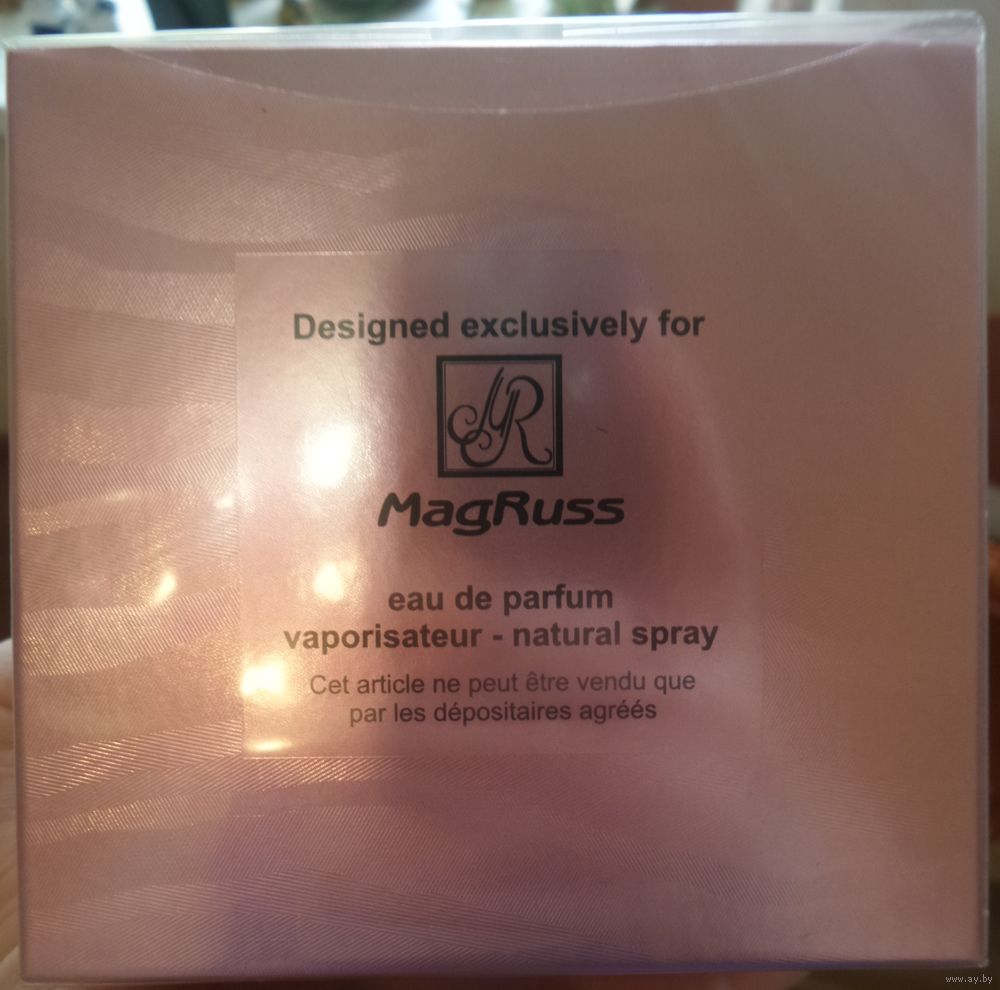 Designed exclusively for
MR
MagRuss
eau de parfum
vaporisateur - natural spray
Cet article ne peut être vendu que
par les dépositaires agréés
www.ay.by